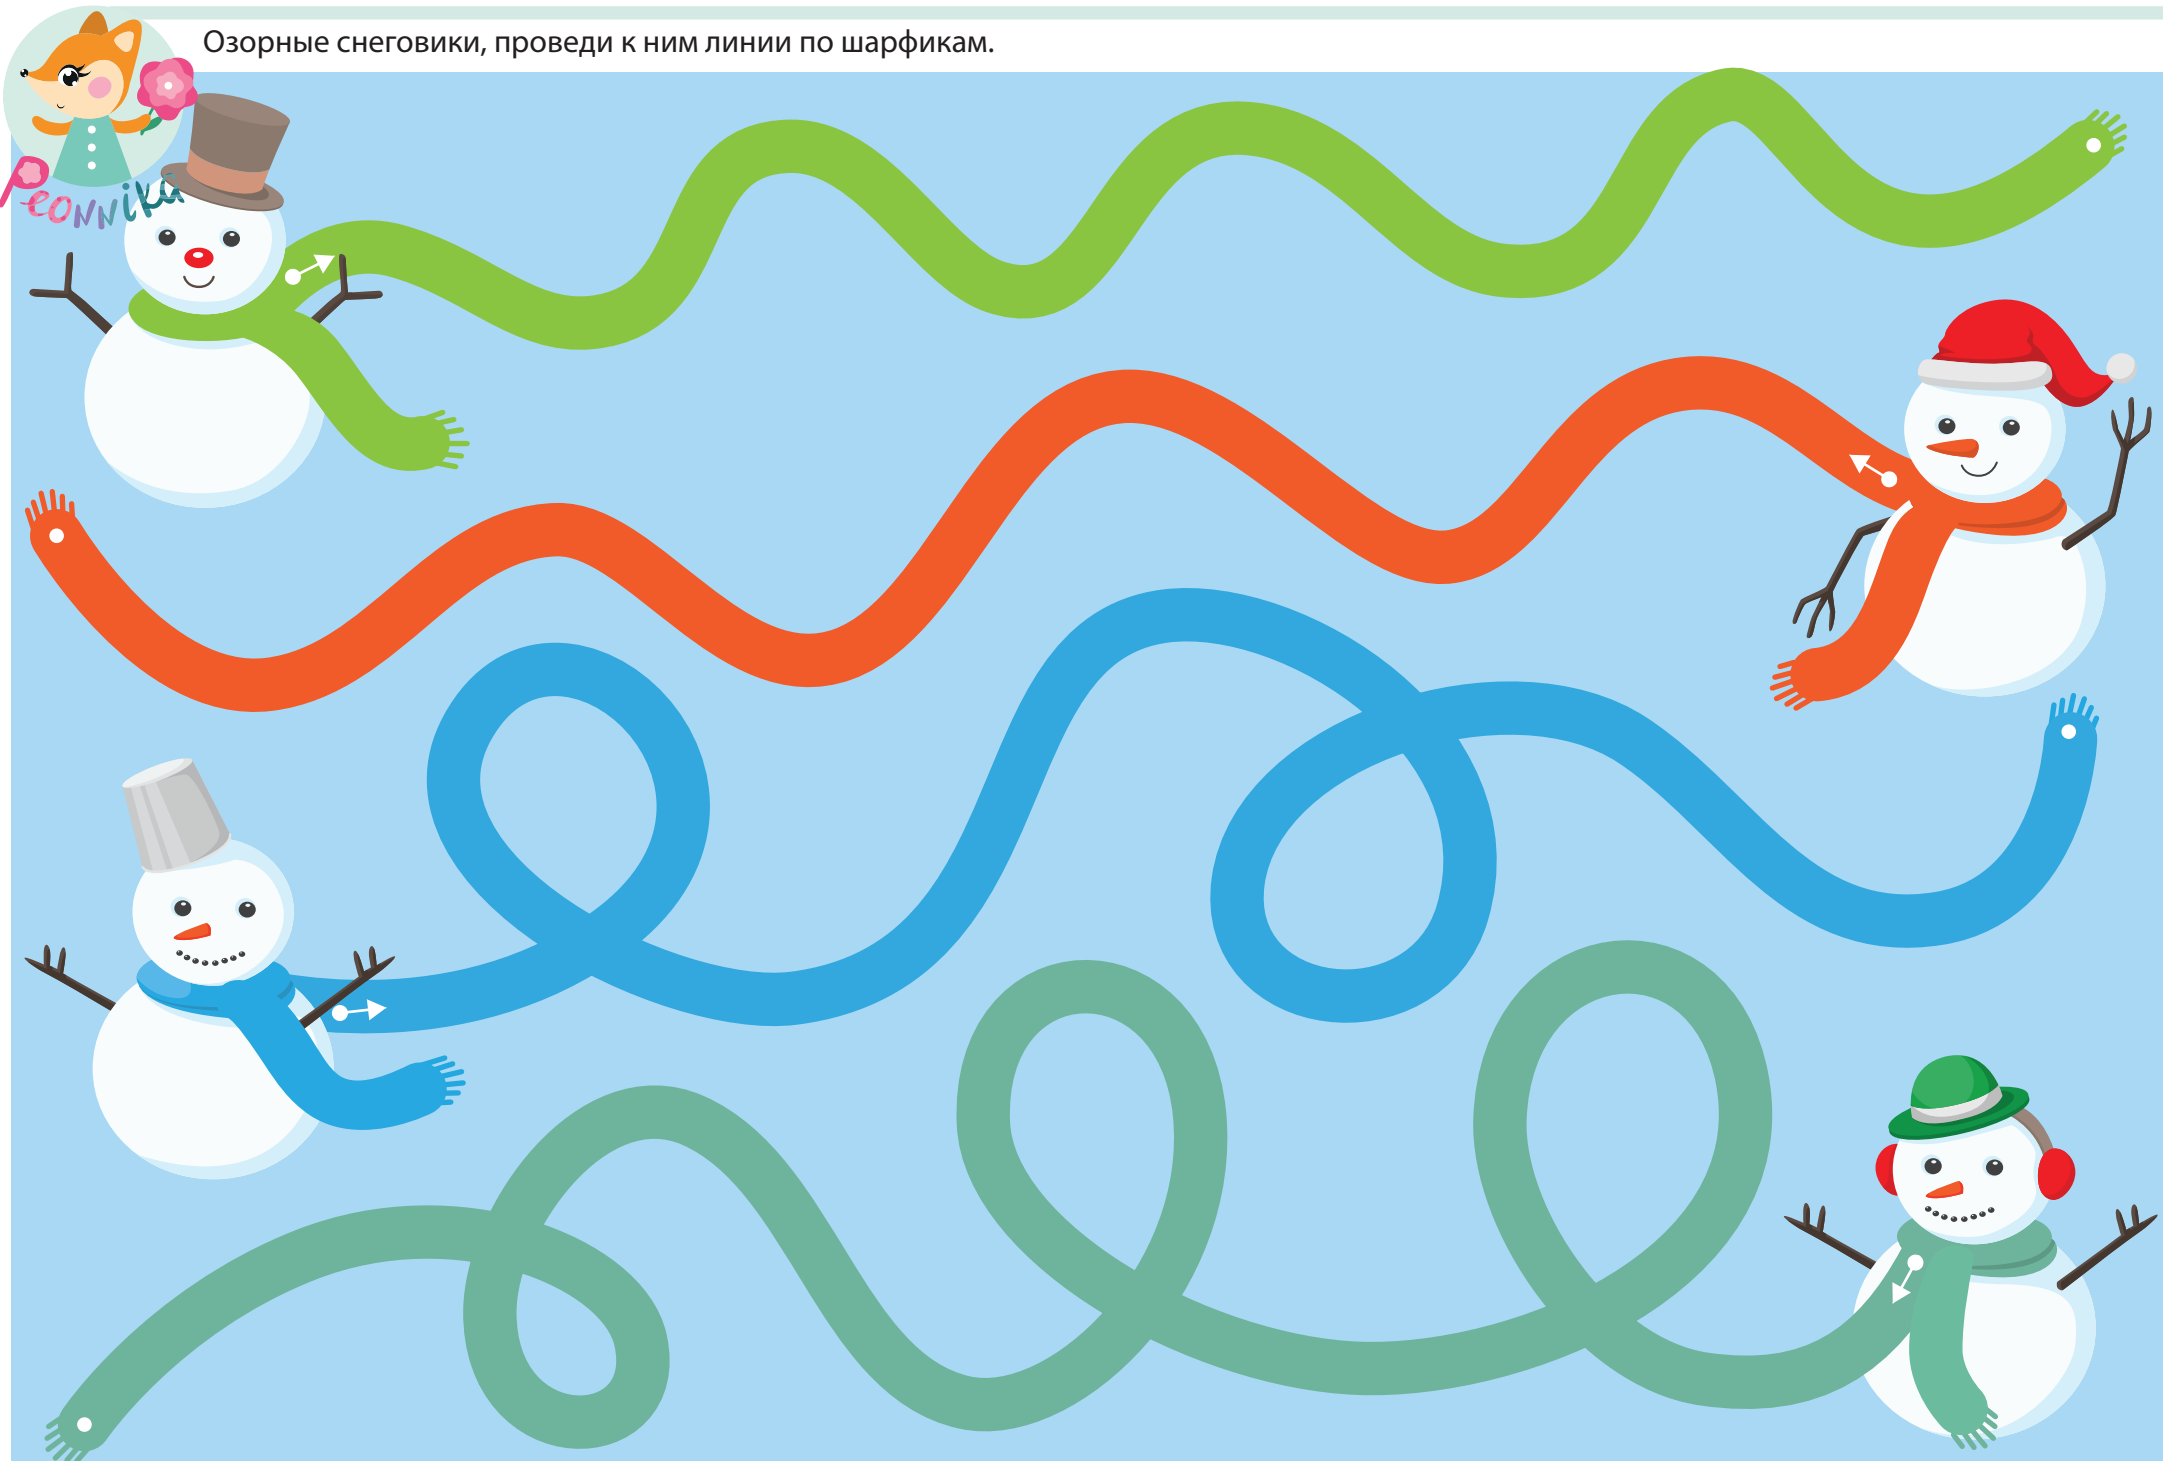 Озорные снеговики, проведи к ним линии по шарфикам.
Peonnika